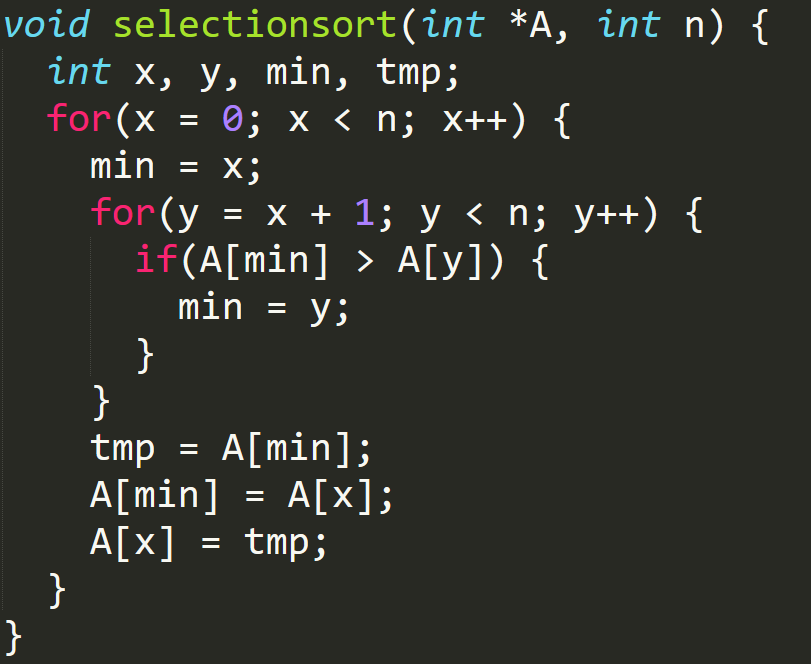 void selectionsort(int *A, int n) {
  int x, y, min, tmp;
  for(x = 0; x < n; x++) {
    min = x;
    for(y = x + 1; y < n; y++) {
      if(A[min] > A[y]) {
        min = y;
      }
    }
    tmp = A[min];
    A[min] = A[x];
    A[x] = tmp;
  }
}